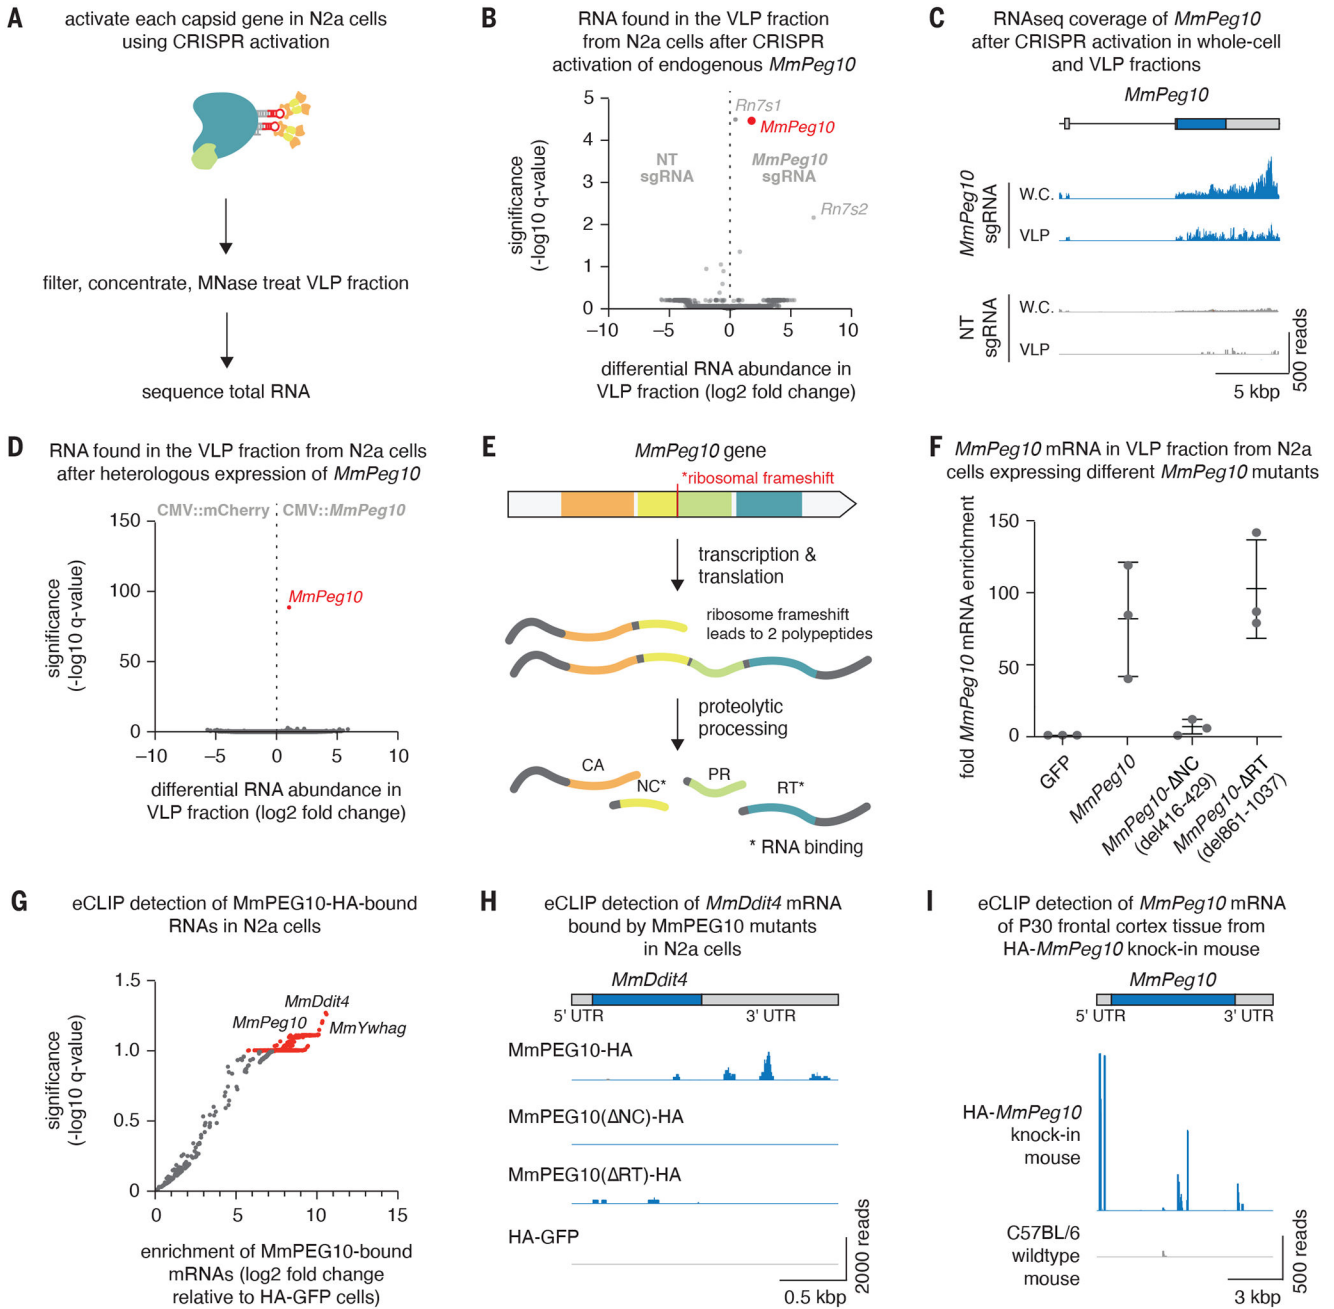 A
activate each capsid gene in N2a cells
using CRISPR activation
filter, concentrate, MNase treat VLP fraction
sequence total RNA
B
RNA found in the VLP fraction
from N2a cells after CRISPR
activation of endogenous MmPeg10
significance
(-log10 q-value)
5
4
3
2
1
0
Rn7s1
MmPeg10
NT
sgRNA
MmPeg10
sgRNA
Rn7s2
−10
−5
0
5
10
differential RNA abundance in
VLP fraction (log2 fold change)
C
RNAseq coverage of MmPeg10
after CRISPR activation in whole-cell
and VLP fractions
MmPeg10
MmPeg10
sgRNA
W.C.
VLP
NT
sgRNA
W.C.
VLP
500 reads
5 kbp
D
RNA found in the VLP fraction from N2a cells
after heterologous expression of MmPeg10
CMV::mCherry
CMV::MmPeg10
significance
(-log10 q-value)
150
100
50
0
MmPeg10
−10
−5
0
5
10
differential RNA abundance in
VLP fraction (log2 fold change)
E
MmPeg10 gene
*ribosomal frameshift
transcription &
translation
ribosome frameshift
leads to 2 polypeptides
proteolytic
processing
CA
NC*
PR
RT*
* RNA binding
F
MmPeg10 mRNA in VLP fraction from N2a
cells expressing different MmPeg10 mutants
fold MmPeg10 mRNA enrichment
150
100
50
0
GFP
MmPeg10
MmPeg10-ΔNC
(del416-429)
MmPeg10-ΔRT
(del861-1037)
G
eCLIP detection of MmPEG10-HA-bound
RNAs in N2a cells
significance
(-log10 q-value)
1.5
1.0
0.5
0
MmDdit4
MmPeg10
MmYwhag
0
5
10
15
enrichment of MmPEG10-bound
mRNAs (log2 fold change
relative to HA-GFP cells)
H
eCLIP detection of MmDdit4 mRNA
bound by MmPEG10 mutants
in N2a cells
MmDdit4
5' UTR
3' UTR
MmPEG10-HA
MmPEG10(ΔNC)-HA
MmPEG10(ΔRT)-HA
HA-GFP
2000 reads
0.5 kbp
I
eCLIP detection of MmPeg10 mRNA
of P30 frontal cortex tissue from
HA-MmPeg10 knock-in mouse
MmPeg10
5' UTR
3' UTR
HA-MmPeg10
knock-in
mouse
C57BL/6
wildtype
mouse
500 reads
3 kbp